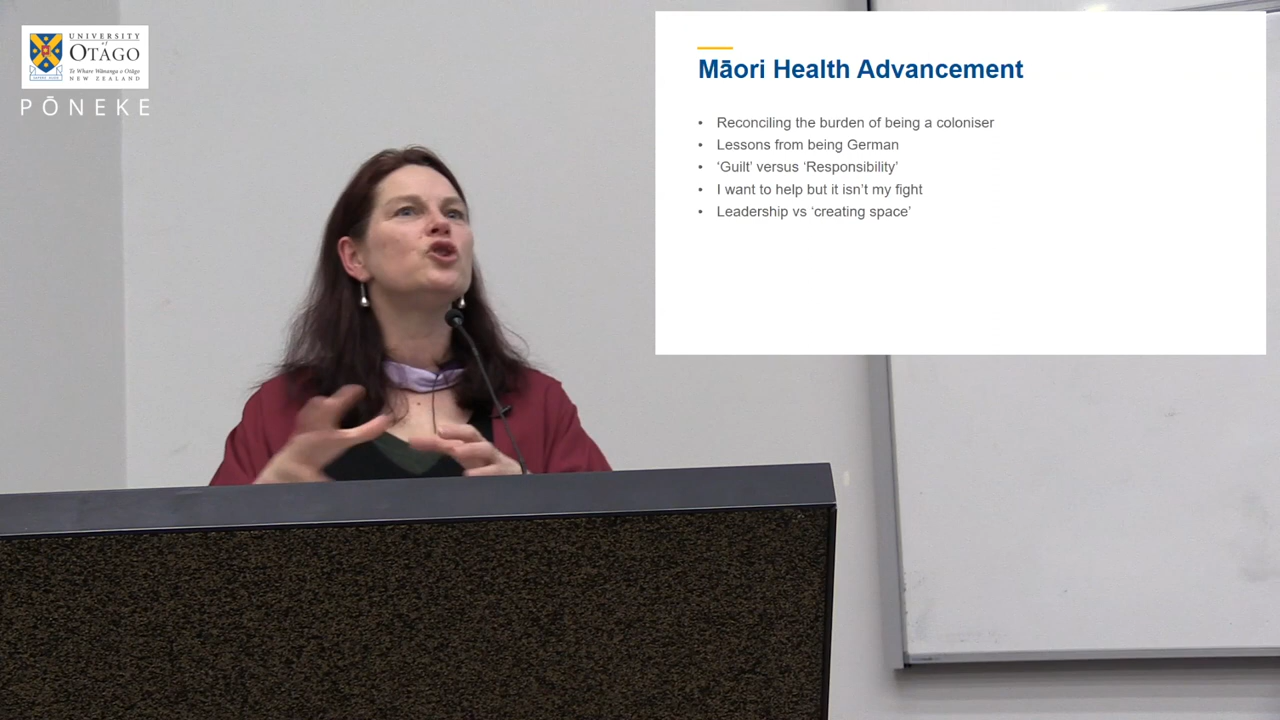 UNIVERSITY
of
OTAGO
Te Whare Wānanga o Otāgo
NEW ZEALAND
PŌNEKE
Māori Health Advancement
• Reconciling the burden of being a coloniser
• Lessons from being German
• ‘Guilt’ versus ‘Responsibility’
• I want to help but it isn’t my fight
• Leadership vs ‘creating space’